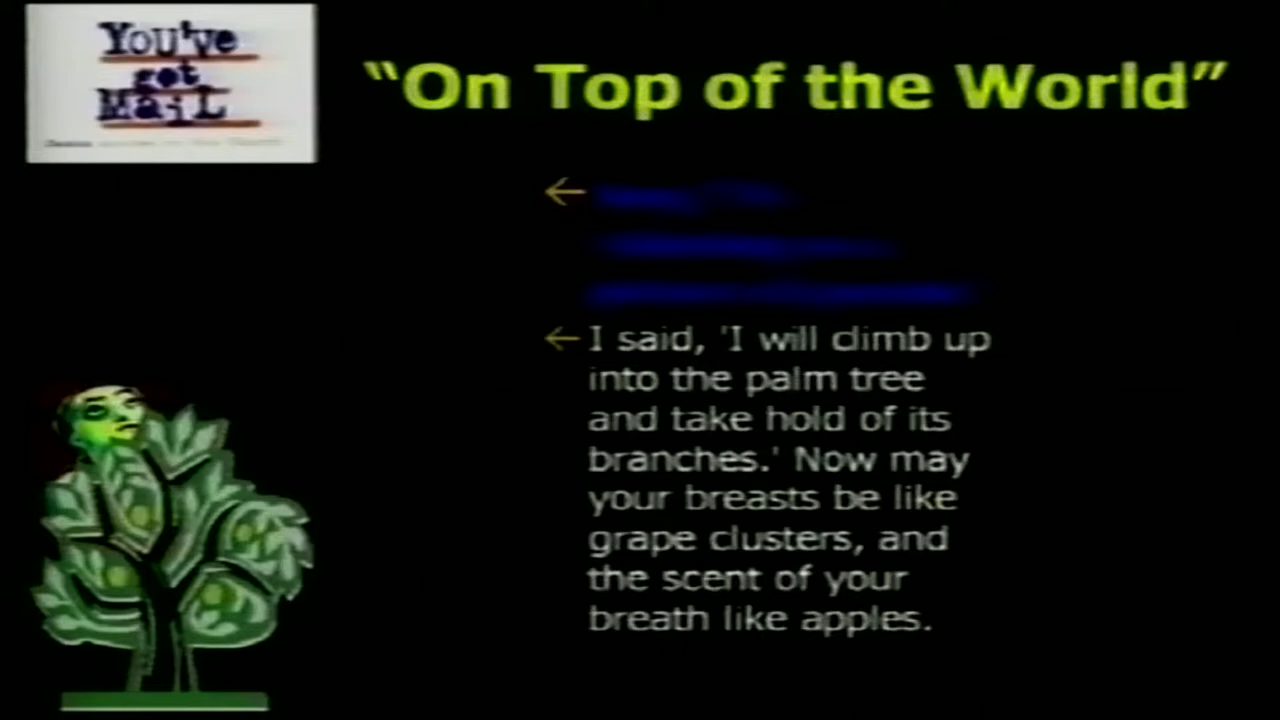 You've
got
MaiL
“On Top of the World”
← 
← I said, 'I will climb up
into the palm tree
and take hold of its
branches.' Now may
your breasts be like
grape clusters, and
the scent of your
breath like apples.